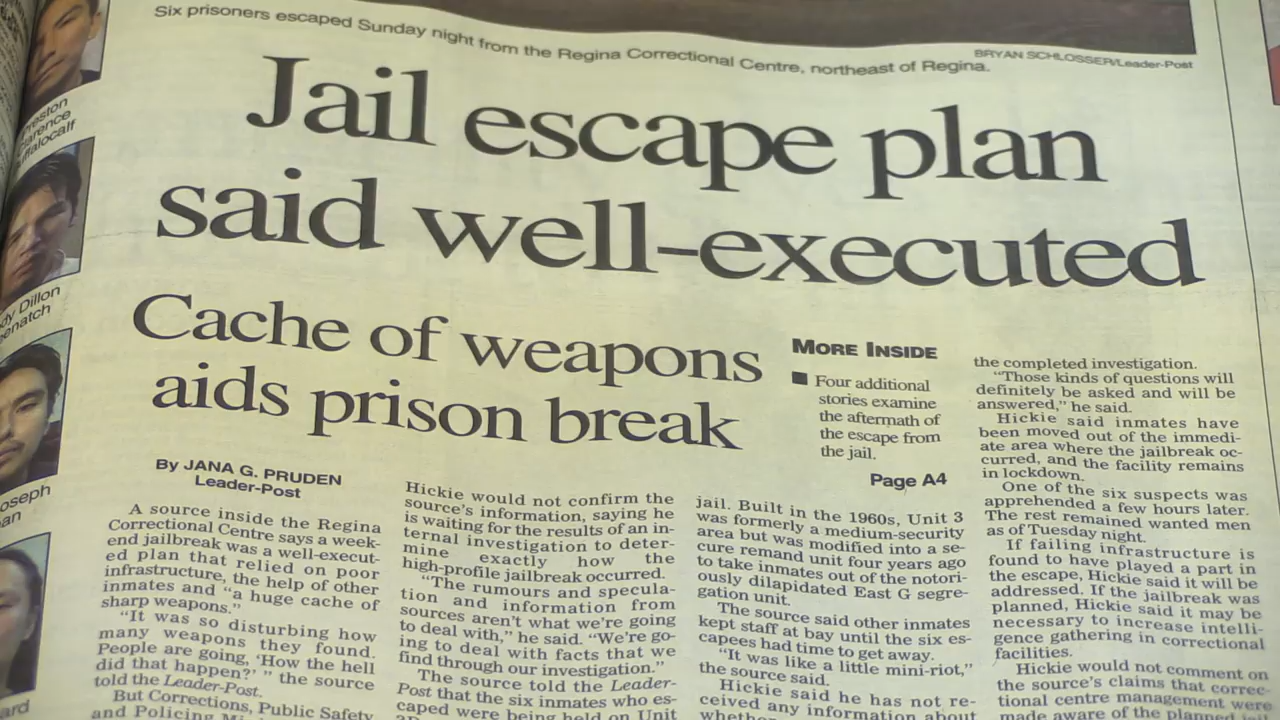 Six prisoners escaped Sunday night from the Regina Correctional Centre, northeast of Regina.
BRYAN SCHLOSSER/Leader-Post
Jail escape plan
said well-executed
Cache of weapons
aids prison break
By JANA G. PRUDEN
Leader-Post
A source inside the Regina
Correctional Centre says a week-
end jailbreak was a well-execut-
ed plan that relied on poor
infrastructure, the help of other
inmates and “a huge cache of
sharp weapons.”
“It was so disturbing how
many weapons they found.
People are going, ‘How the hell
did that happen?’ ” the source
told the Leader-Post.
But Corrections, Public Safety
and Policing
Hickie would not confirm the
source’s information, saying he
is waiting for the results of an in-
ternal investigation to deter-
mine exactly how the
high-profile jailbreak occurred.
“The rumours and specula-
tion and information from
sources aren’t what we’re going
to deal with,” he said. “We’re go-
ing to deal with facts that we
find through our investigation.”
The source told the Leader-
Post that the six inmates who es-
caped were being held on Unit
MORE INSIDE
■ Four additional
stories examine
the aftermath of
the escape from
the jail.
Page A4
jail. Built in the 1960s, Unit 3
was formerly a medium-security
area but was modified into a se-
cure remand unit four years ago
to take inmates out of the notori-
ously dilapidated East G segre-
gation unit.
The source said other inmates
kept staff at bay until the six es-
capees had time to get away.
“It was like a little mini-riot,”
the source said.
Hickie said he has not re-
ceived any information about
whether
the completed investigation.
“Those kinds of questions will
definitely be asked and will be
answered,” he said.
Hickie said inmates have
been moved out of the immedi-
ate area where the jailbreak oc-
curred, and the facility remains
in lockdown.
One of the six suspects was
apprehended a few hours later.
The rest remained wanted men
as of Tuesday night.
If failing infrastructure is
found to have played a part in
the escape, Hickie said it will be
addressed. If the jailbreak was
planned, Hickie said it may be
necessary to increase intelli-
gence gathering in correctional
facilities.
Hickie would not comment on
the source’s claims that correc-
tional centre management were
made aware of the planned